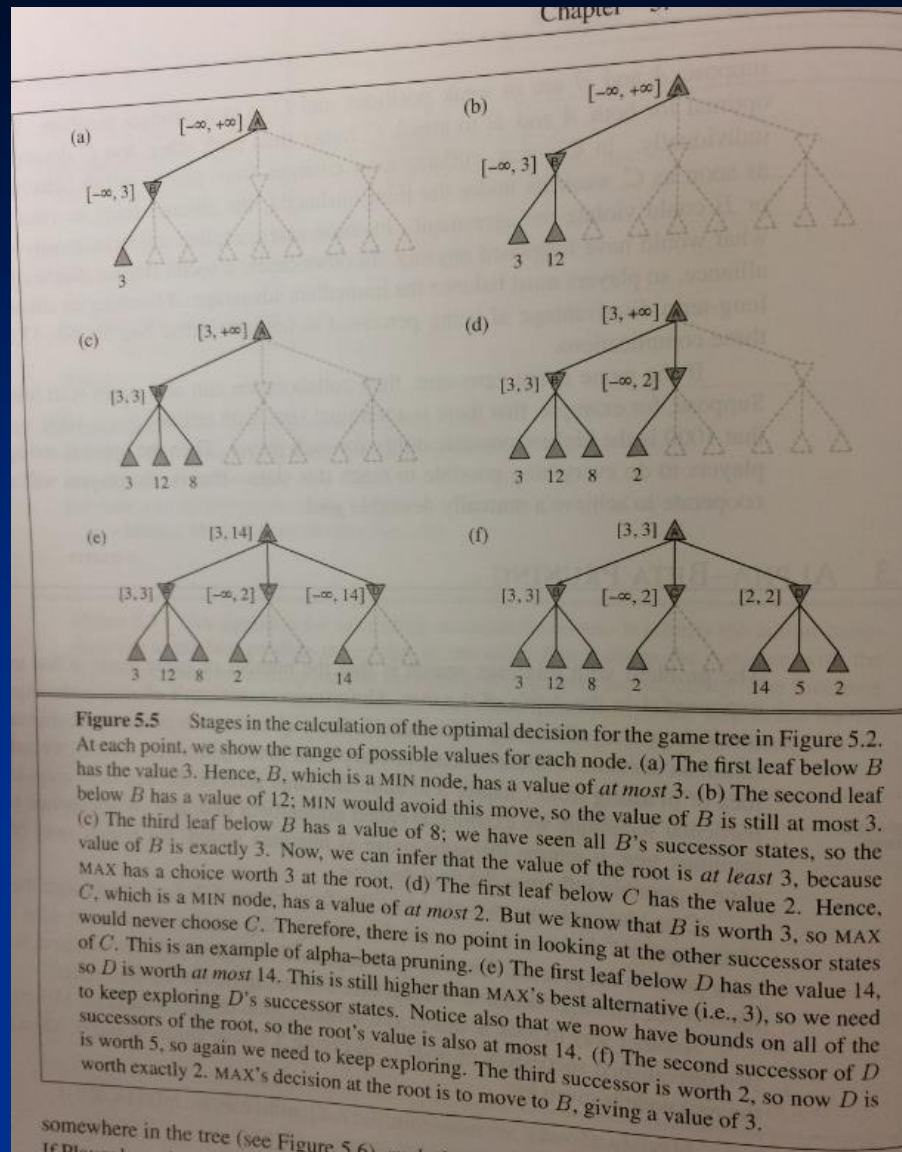 Chapter
(a)
[−∞, +∞] A
[−∞, 3] B
3
(b)
[−∞, +∞] A
[−∞, 3] B
3 12
(c)
[3, +∞] A
[3, 3] B
3 12 8
(d)
[3, +∞] A
[3, 3] B [−∞, 2] C
3 12 8 2
(e)
[3, 14] A
[3, 3] B [−∞, 2] C [−∞, 14] D
3 12 8 2 14
(f)
[3, 3] A
[3, 3] B [−∞, 2] C [2, 2] D
3 12 8 2 14 5 2
Figure 5.5 Stages in the calculation of the optimal decision for the game tree in Figure 5.2.
At each point, we show the range of possible values for each node. (a) The first leaf below B
has the value 3. Hence, B, which is a MIN node, has a value of at most 3. (b) The second leaf
below B has a value of 12; MIN would avoid this move, so the value of B is still at most 3.
(c) The third leaf below B has a value of 8; we have seen all B's successor states, so the
value of B is exactly 3. Now, we can infer that the value of the root is at least 3, because
MAX has a choice worth 3 at the root. (d) The first leaf below C has the value 2. Hence,
C, which is a MIN node, has a value of at most 2. But we know that B is worth 3, so MAX
would never choose C. Therefore, there is no point in looking at the other successor states
of C. This is an example of alpha–beta pruning. (e) The first leaf below D has the value 14,
so D is worth at most 14. This is still higher than MAX's best alternative (i.e., 3), so we need
to keep exploring D's successor states. Notice also that we now have bounds on all of the
successors of the root, so the root's value is also at most 14. (f) The second successor of D
is worth 5, so again we need to keep exploring. The third successor is worth 2, so now D is
worth exactly 2. MAX's decision at the root is to move to B, giving a value of 3.
somewhere in the tree (see Figure 5.6)